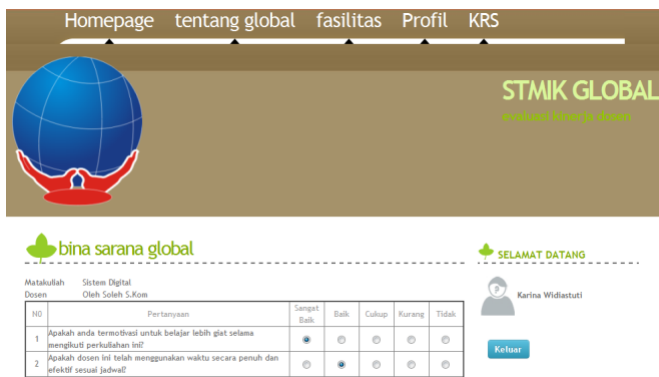 Homepage tentang global fasilitas Profil KRS
STMIK GLOBAL
evaluasi kinerja dosen
bina sarana global
SELAMAT DATANG
Matakuliah Sistem Digital
Dosen Oleh Soleh S.Kom
Karina Widiastuti
NO Pertanyaan Sangat Baik Baik Cukup Kurang Tidak
1 Apakah anda termotivasi untuk belajar lebih giat selama
mengikuti perkuliahan ini?
2 Apakah dosen ini telah menggunakan waktu secara penuh dan
efektif sesuai jadwal?
Keluar